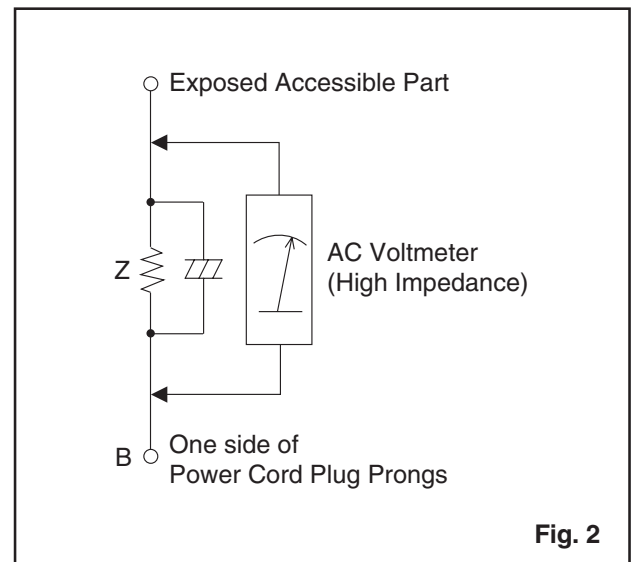 Exposed Accessible Part
Z
AC Voltmeter
(High Impedance)
B
One side of
Power Cord Plug Prongs
Fig. 2